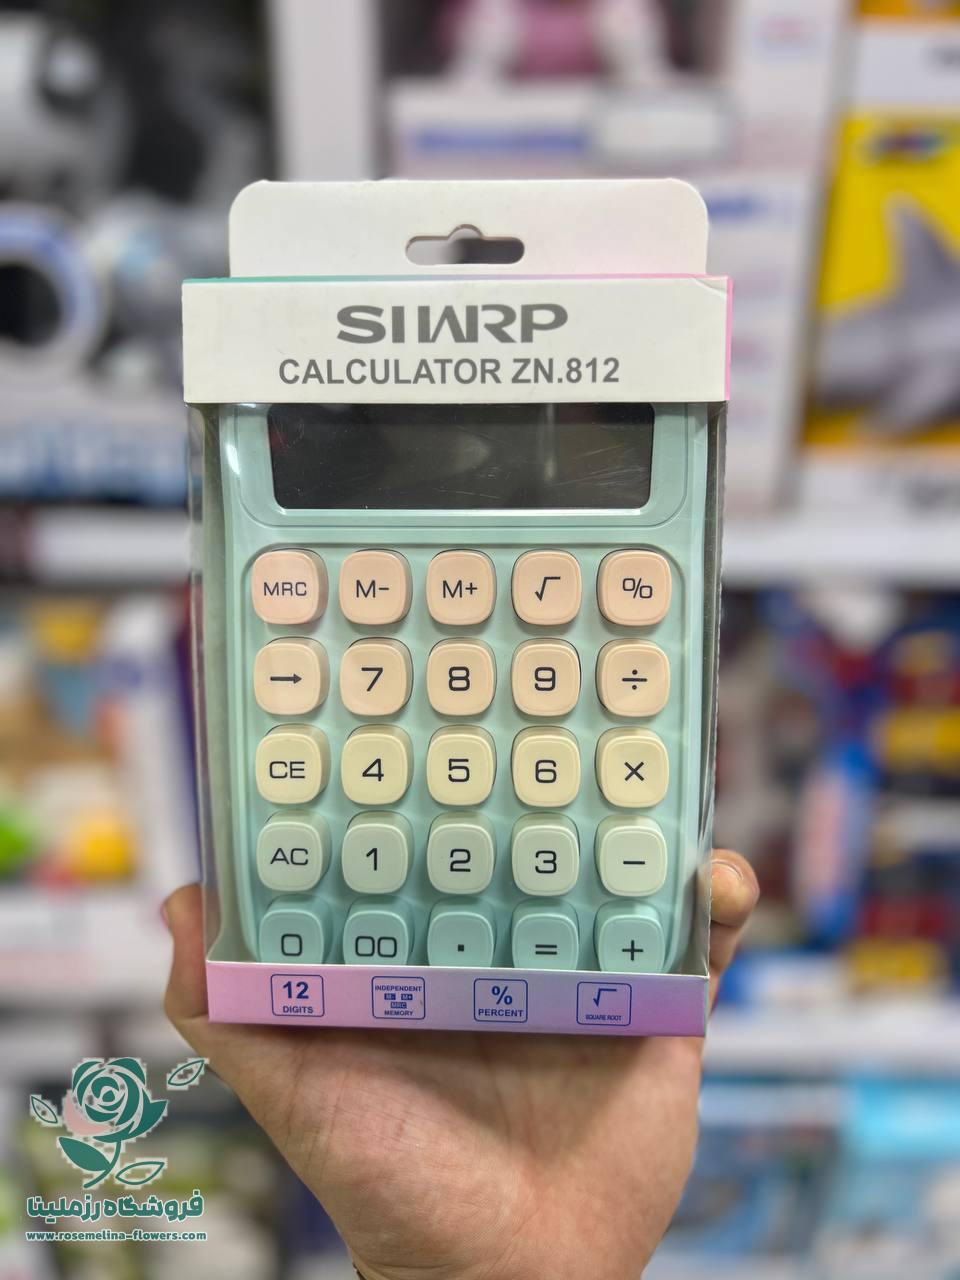 SIWRP
CALCULATOR ZN.812
MRC M- M+ √ %
→ 7 8 9 ÷
CE 4 5 6 ×
AC 1 2 3 −
0 00 . = +
12
DIGITS
INDEPENDENT
M- M+
MRC
MEMORY
%
PERCENT
√
SQUARE ROOT
فروشگاه رزملینا
www.rosemelina-flowers.com